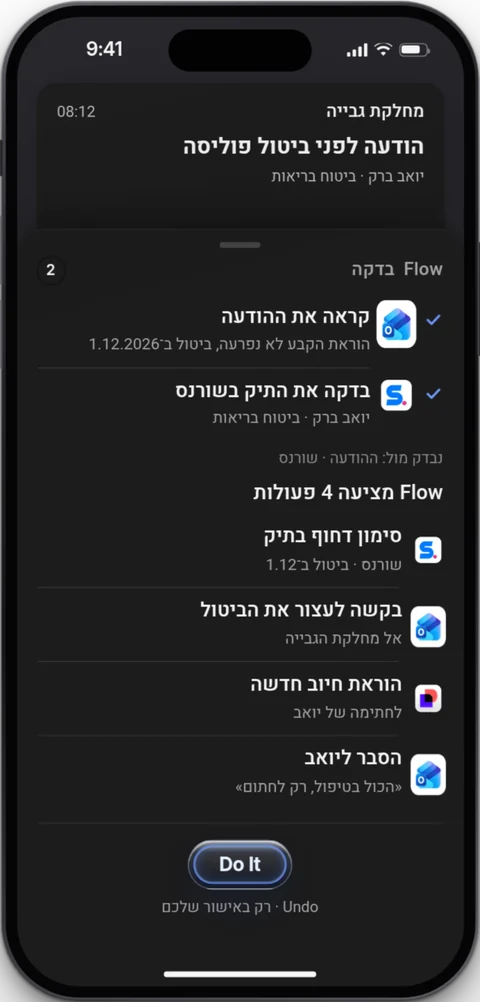 9:41
מחלקת גבייה 08:12
הודעה לפני ביטול פוליסה
יואב ברק · ביטוח בריאות
Flow בדקה 2
קראה את ההודעה
הוראת הקבע לא נפרעה, ביטול ב־1.12.2026
בדקה את התיק בשורנס
יואב ברק · ביטוח בריאות
נבדק מול: ההודעה · שורנס
Flow מציעה 4 פעולות
סימון דחוף בתיק
שורנס · ביטול ב־1.12
בקשה לעצור את הביטול
אל מחלקת הגבייה
הוראת חיוב חדשה
לחתימה של יואב
הסבר ליואב
«הכול בטיפול, רק לחתום»
Do It
רק באישור שלכם · Undo